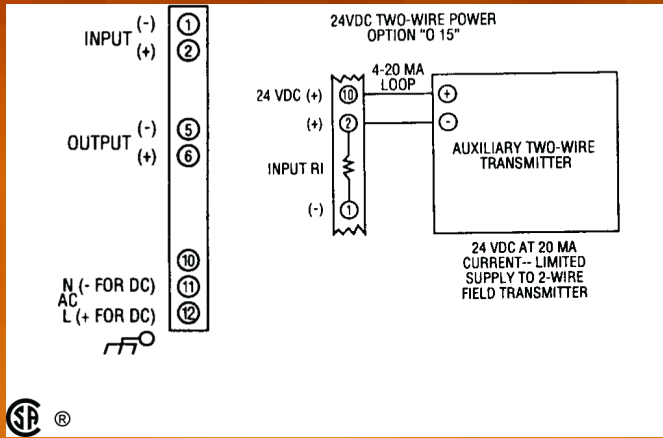 INPUT
(-) 1
(+) 2
OUTPUT
(-) 5
(+) 6
10
N (- FOR DC) 11
AC
L (+ FOR DC) 12
24VDC TWO-WIRE POWER
OPTION "O 15"
4-20 MA
LOOP
24 VDC (+) 10
+
(+) 2
-
INPUT RI
(-) 1
AUXILIARY TWO-WIRE
TRANSMITTER
24 VDC AT 20 MA
CURRENT-- LIMITED
SUPPLY TO 2-WIRE
FIELD TRANSMITTER
SA ®